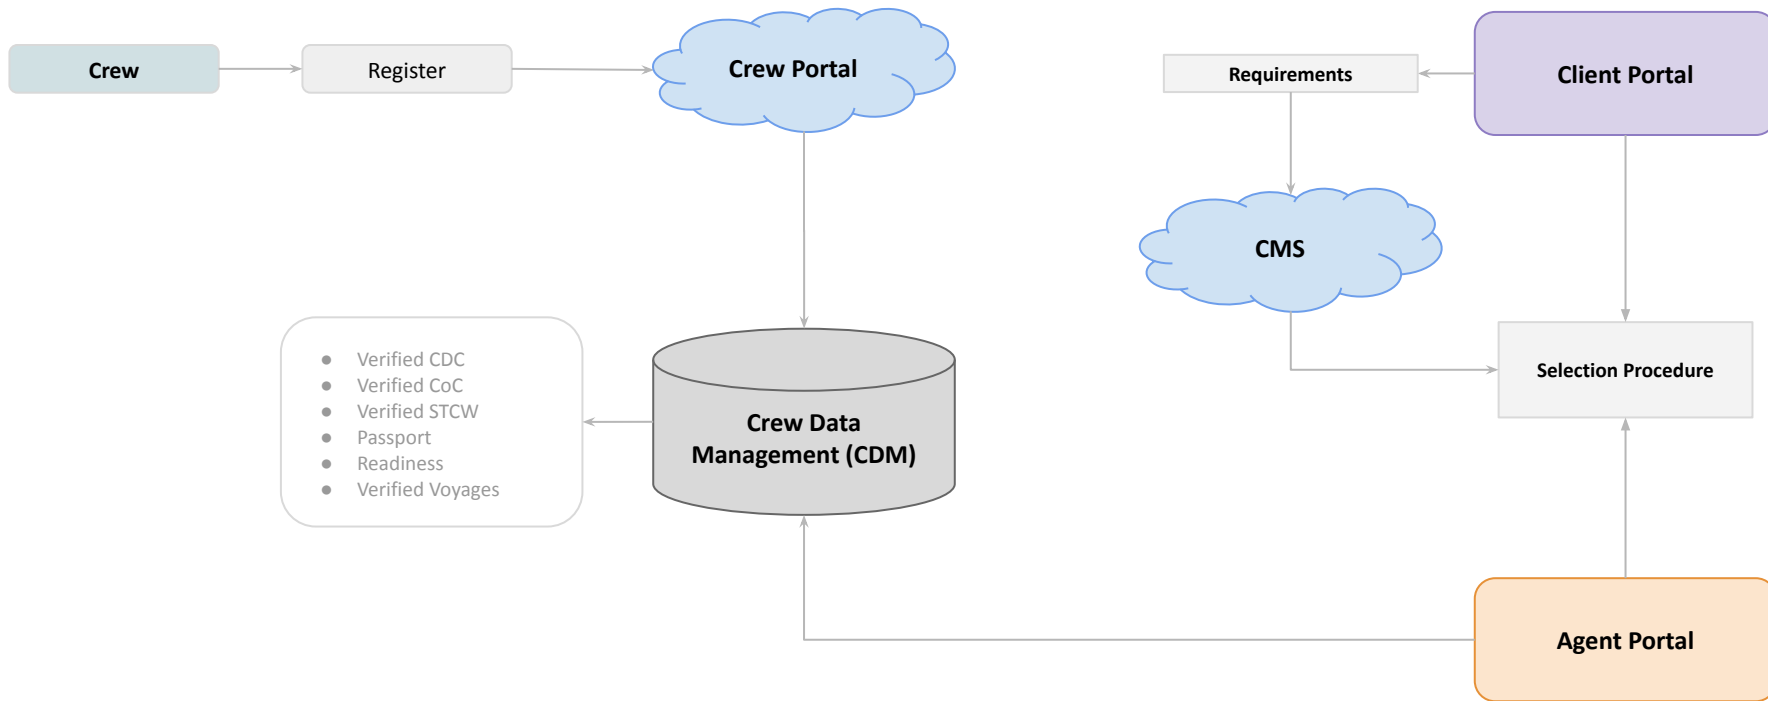 Crew
Register
Crew Portal
Requirements
Client Portal
CMS
● Verified CDC
● Verified CoC
● Verified STCW
● Passport
● Readiness
● Verified Voyages
Crew Data
Management (CDM)
Selection Procedure
Agent Portal